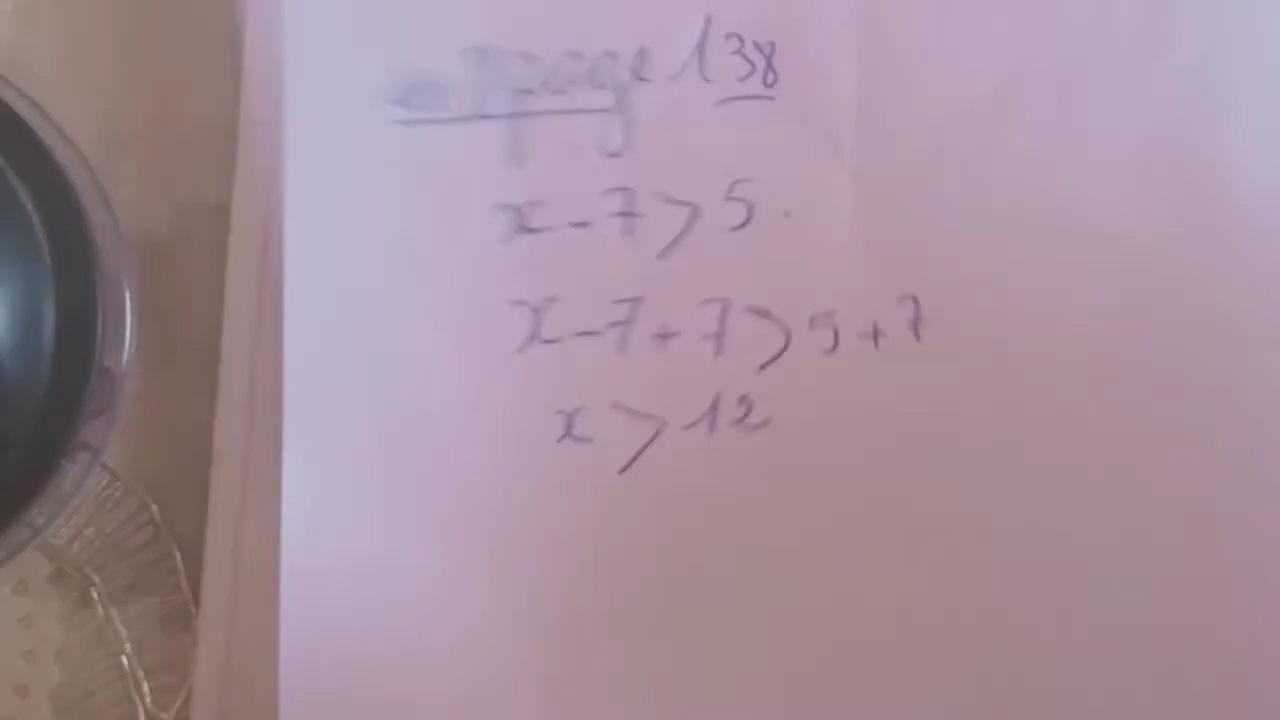 page 138
x - 7 > 5.
x - 7 + 7 > 5 + 7
x > 12